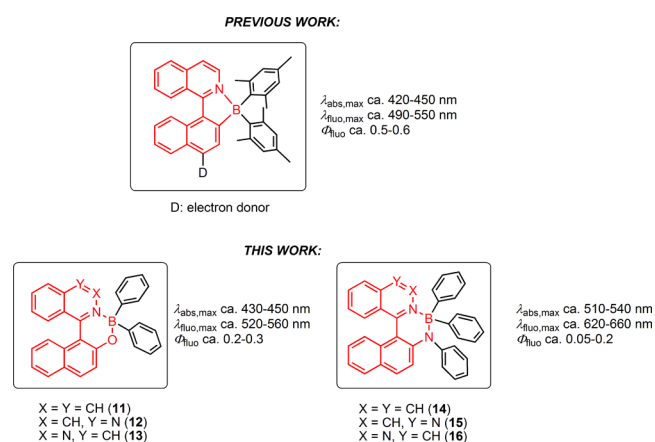 PREVIOUS WORK:
N
B
D
λabs,max ca. 420-450 nm
λfluo,max ca. 490-550 nm
Φfluo ca. 0.5-0.6
D: electron donor
THIS WORK:
Y
X
N
B
O
λabs,max ca. 430-450 nm
λfluo,max ca. 520-560 nm
Φfluo ca. 0.2-0.3
Y
X
N
B
N
λabs,max ca. 510-540 nm
λfluo,max ca. 620-660 nm
Φfluo ca. 0.05-0.2
X = Y = CH (11)
X = CH, Y = N (12)
X = N, Y = CH (13)
X = Y = CH (14)
X = CH, Y = N (15)
X = N, Y = CH (16)